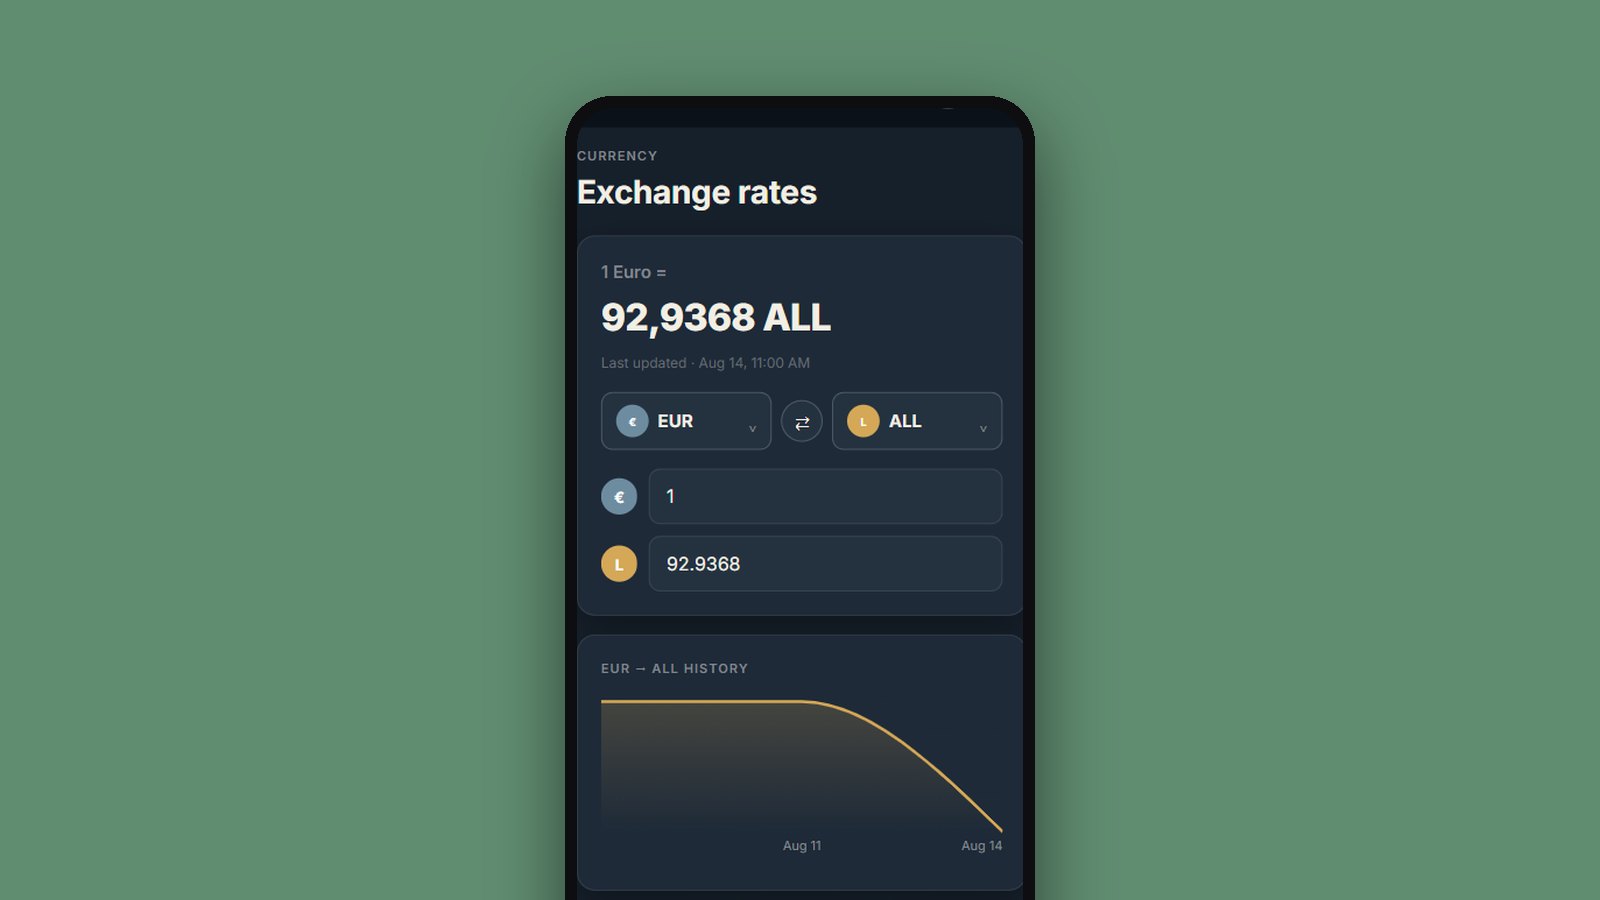 CURRENCY
Exchange rates
1 Euro =
92,9368 ALL
Last updated · Aug 14, 11:00 AM
€ EUR v ⇄ L ALL v
€ 1
L 92.9368
EUR → ALL HISTORY
Aug 11 Aug 14